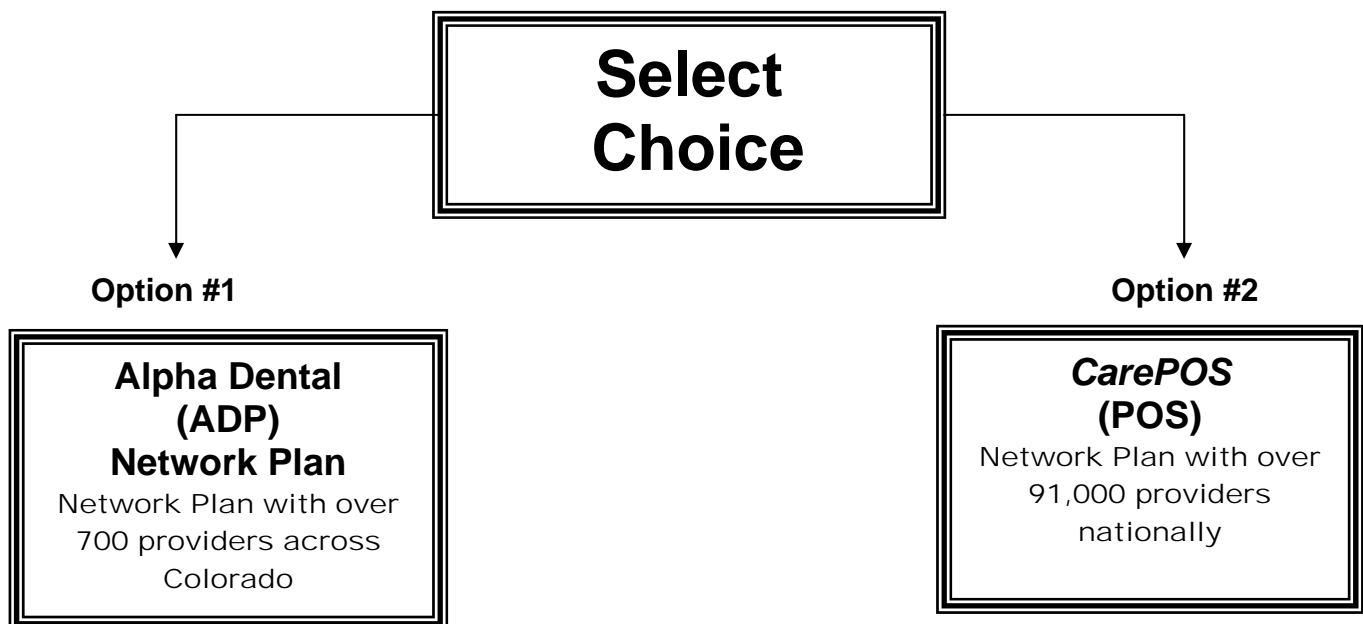 Select
Choice
Option #1
Alpha Dental
(ADP)
Network Plan
Network Plan with over
700 providers across
Colorado
Option #2
CarePOS
(POS)
Network Plan with over
91,000 providers
nationally